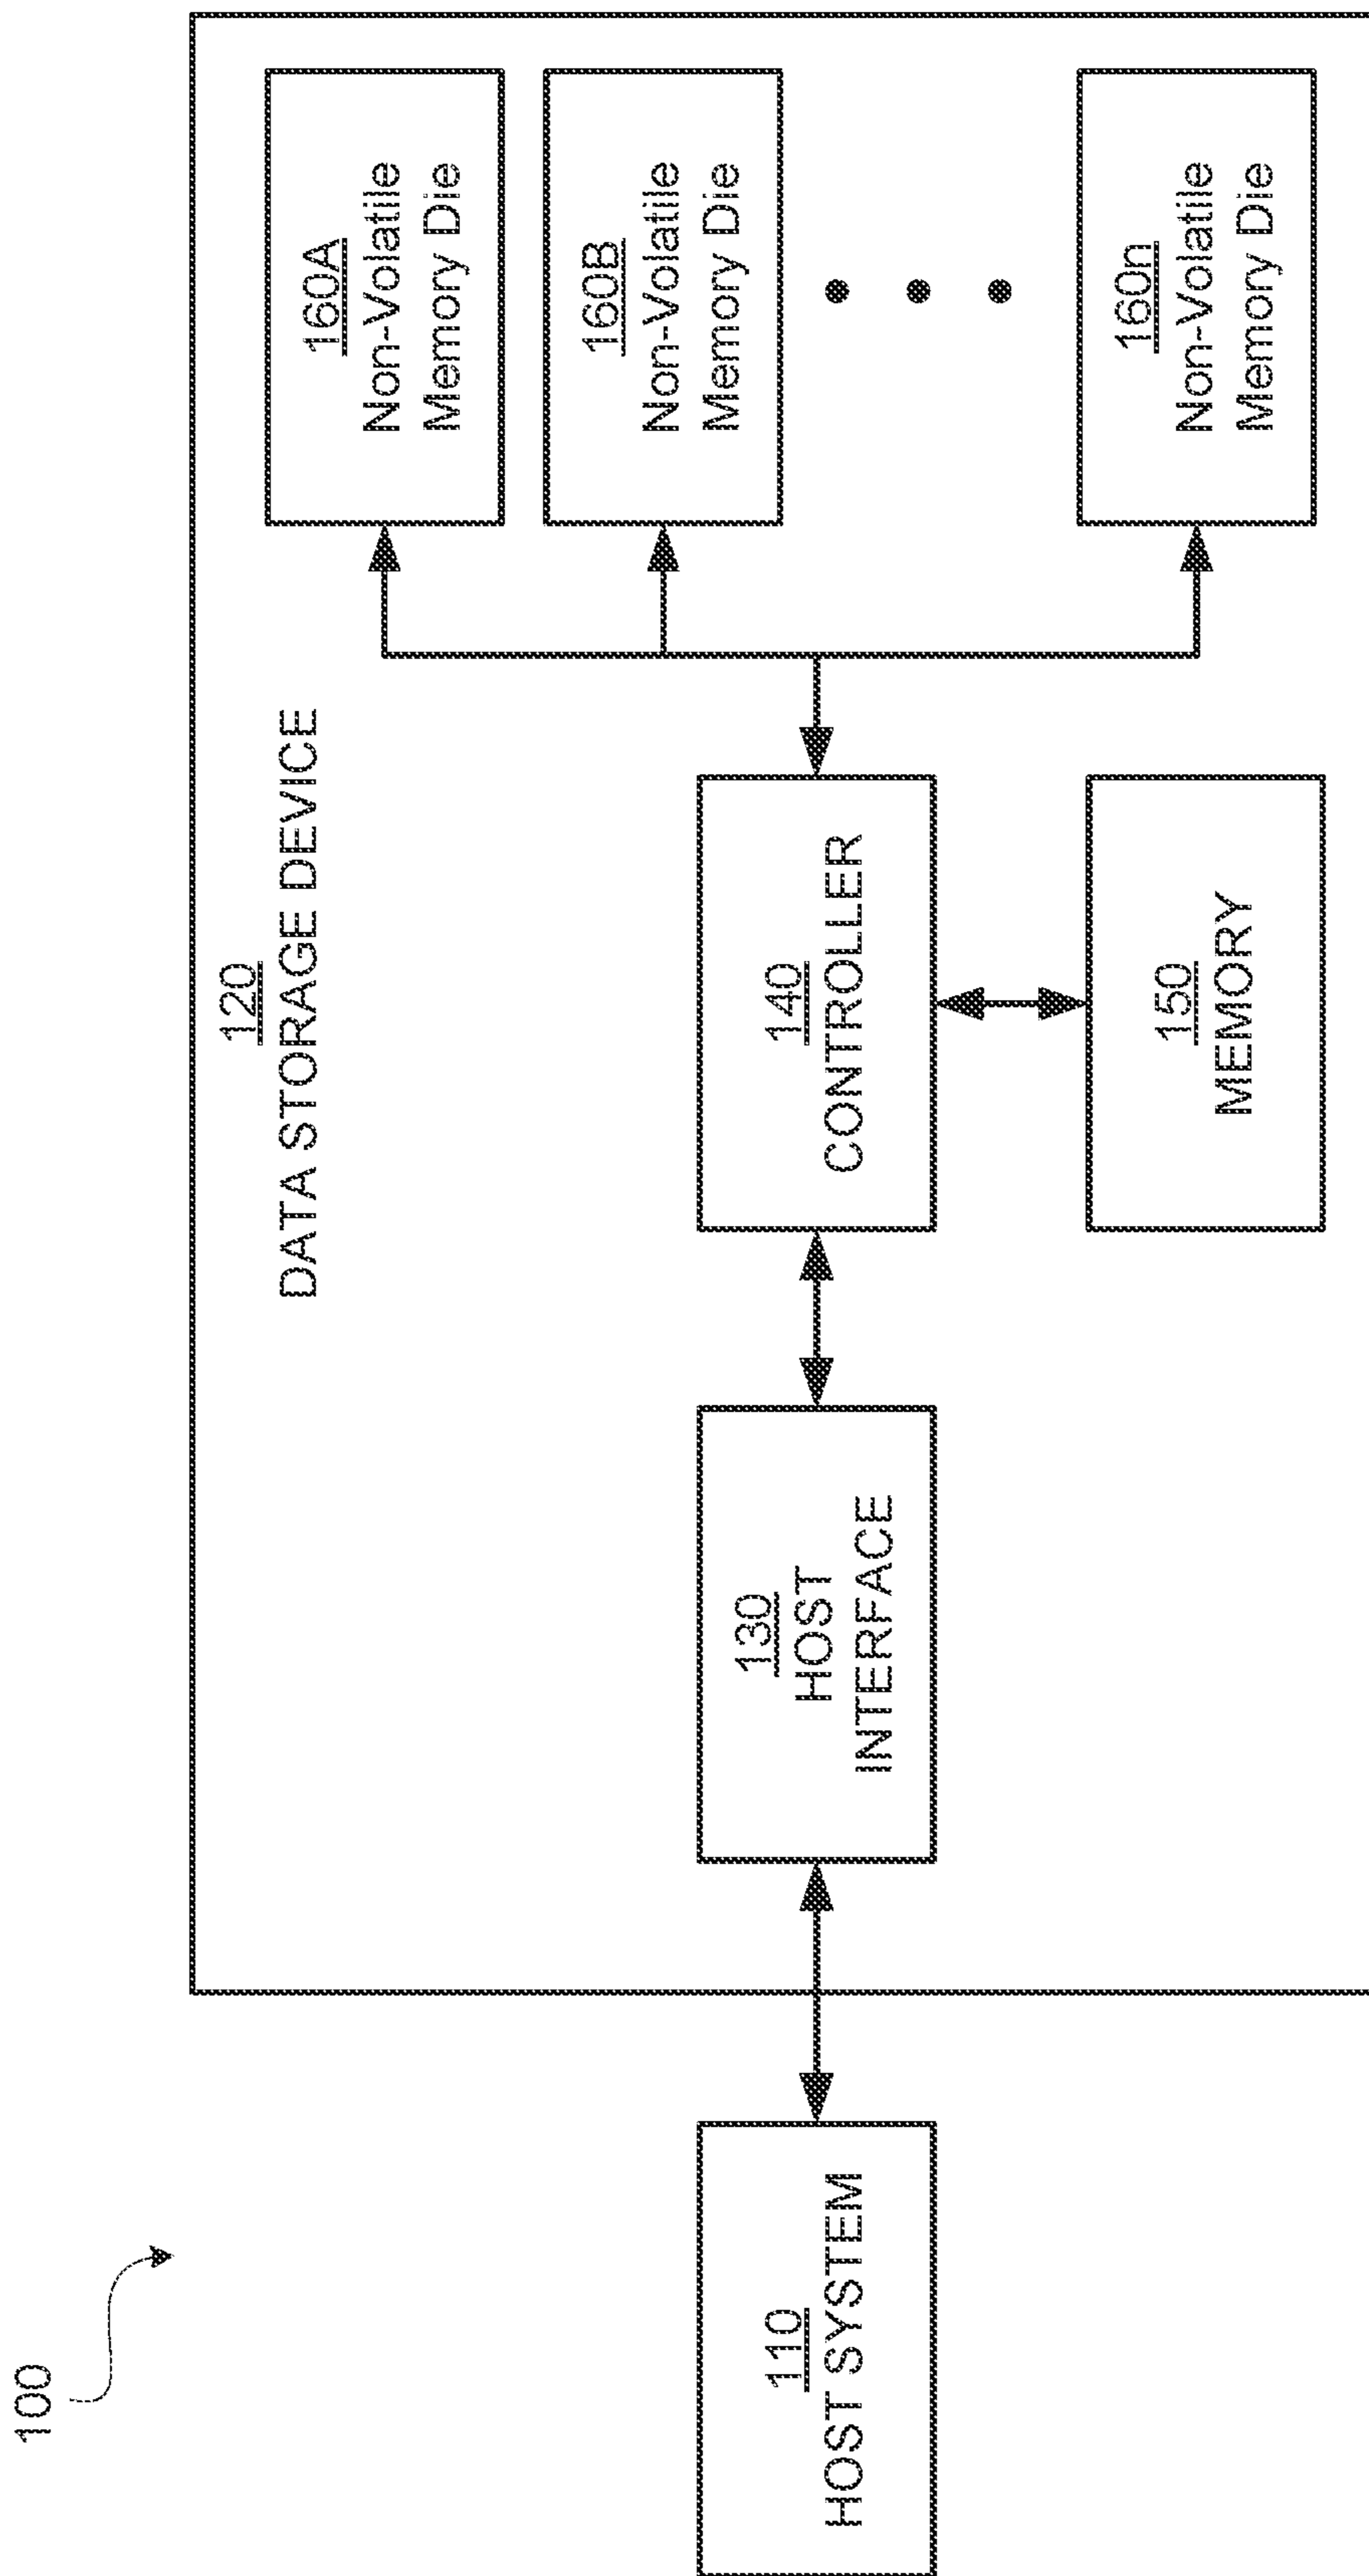 100
120
DATA STORAGE DEVICE
110
HOST SYSTEM
130
HOST
INTERFACE
140
CONTROLLER
150
MEMORY
160A
Non-Volatile
Memory Die
160B
Non-Volatile
Memory Die
160n
Non-Volatile
Memory Die